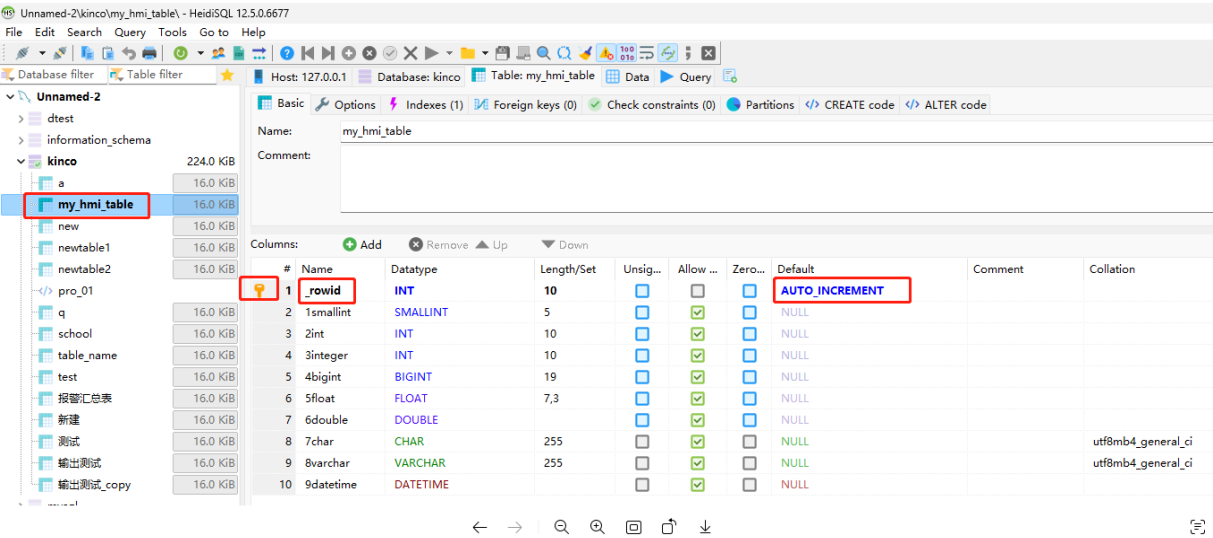 Unnamed-2\kinco\my_hmi_table\ - HeidiSQL 12.5.0.6677
File Edit Search Query Tools Go to Help
Database filter Table filter
Host: 127.0.0.1 Database: kinco Table: my_hmi_table Data Query
Unnamed-2
dtest
information_schema
kinco 224.0 KiB
a 16.0 KiB
my_hmi_table 16.0 KiB
new 16.0 KiB
newtable1 16.0 KiB
newtable2 16.0 KiB
pro_01
q 16.0 KiB
school 16.0 KiB
table_name 16.0 KiB
test 16.0 KiB
报警汇总表 16.0 KiB
新建 16.0 KiB
测试 16.0 KiB
输出测试 16.0 KiB
输出测试_copy 16.0 KiB
Basic Options Indexes (1) Foreign keys (0) Check constraints (0) Partitions CREATE code ALTER code
Name: my_hmi_table
Comment:
Columns: Add Remove Up Down
# Name Datatype Length/Set Unsig... Allow ... Zero... Default Comment Collation
1 _rowid INT 10 AUTO_INCREMENT
2 1smallint SMALLINT 5 NULL
3 2int INT 10 NULL
4 3integer INT 10 NULL
5 4bigint BIGINT 19 NULL
6 5float FLOAT 7,3 NULL
7 6double DOUBLE NULL
8 7char CHAR 255 NULL utf8mb4_general_ci
9 8varchar VARCHAR 255 NULL utf8mb4_general_ci
10 9datetime DATETIME NULL